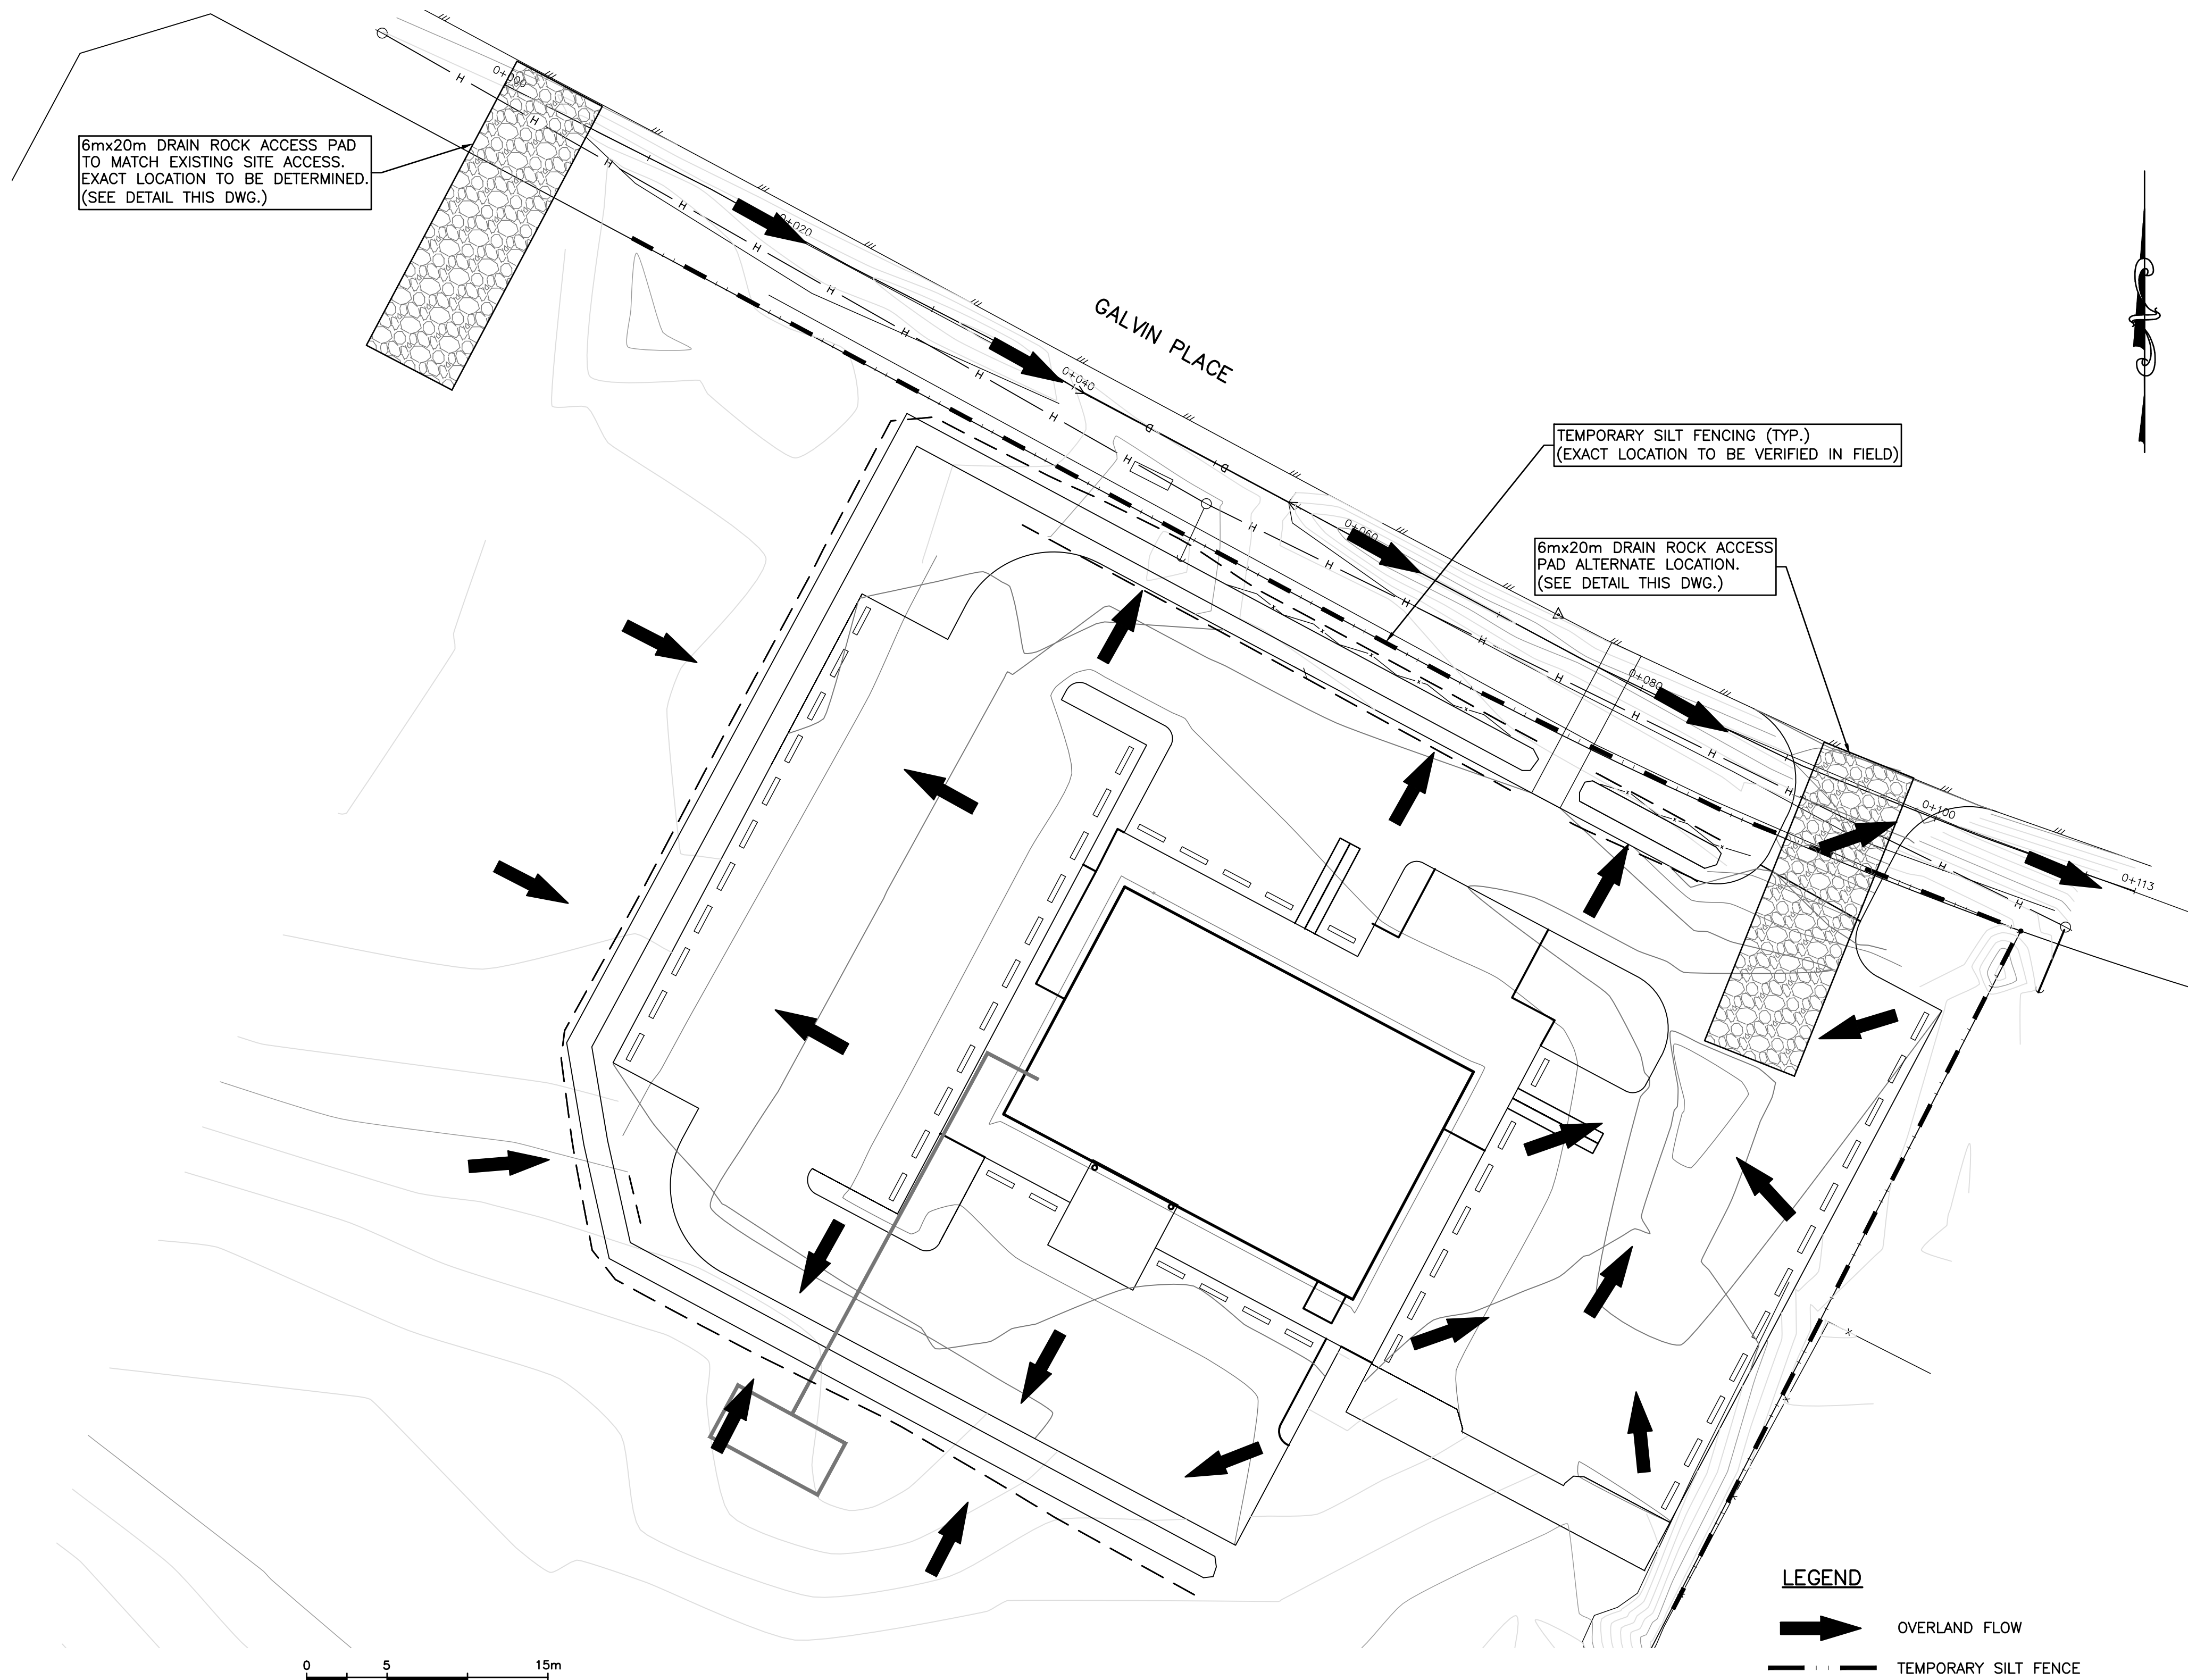 0+000
6mx20m DRAIN ROCK ACCESS PAD
TO MATCH EXISTING SITE ACCESS.
EXACT LOCATION TO BE DETERMINED.
(SEE DETAIL THIS DWG.)
0+020
GALVIN PLACE
0+040
TEMPORARY SILT FENCING (TYP.)
(EXACT LOCATION TO BE VERIFIED IN FIELD)
0+060
6mx20m DRAIN ROCK ACCESS
PAD ALTERNATE LOCATION.
(SEE DETAIL THIS DWG.)
0+080
0+100
0+113
LEGEND
OVERLAND FLOW
TEMPORARY SILT FENCE
0 5 15m